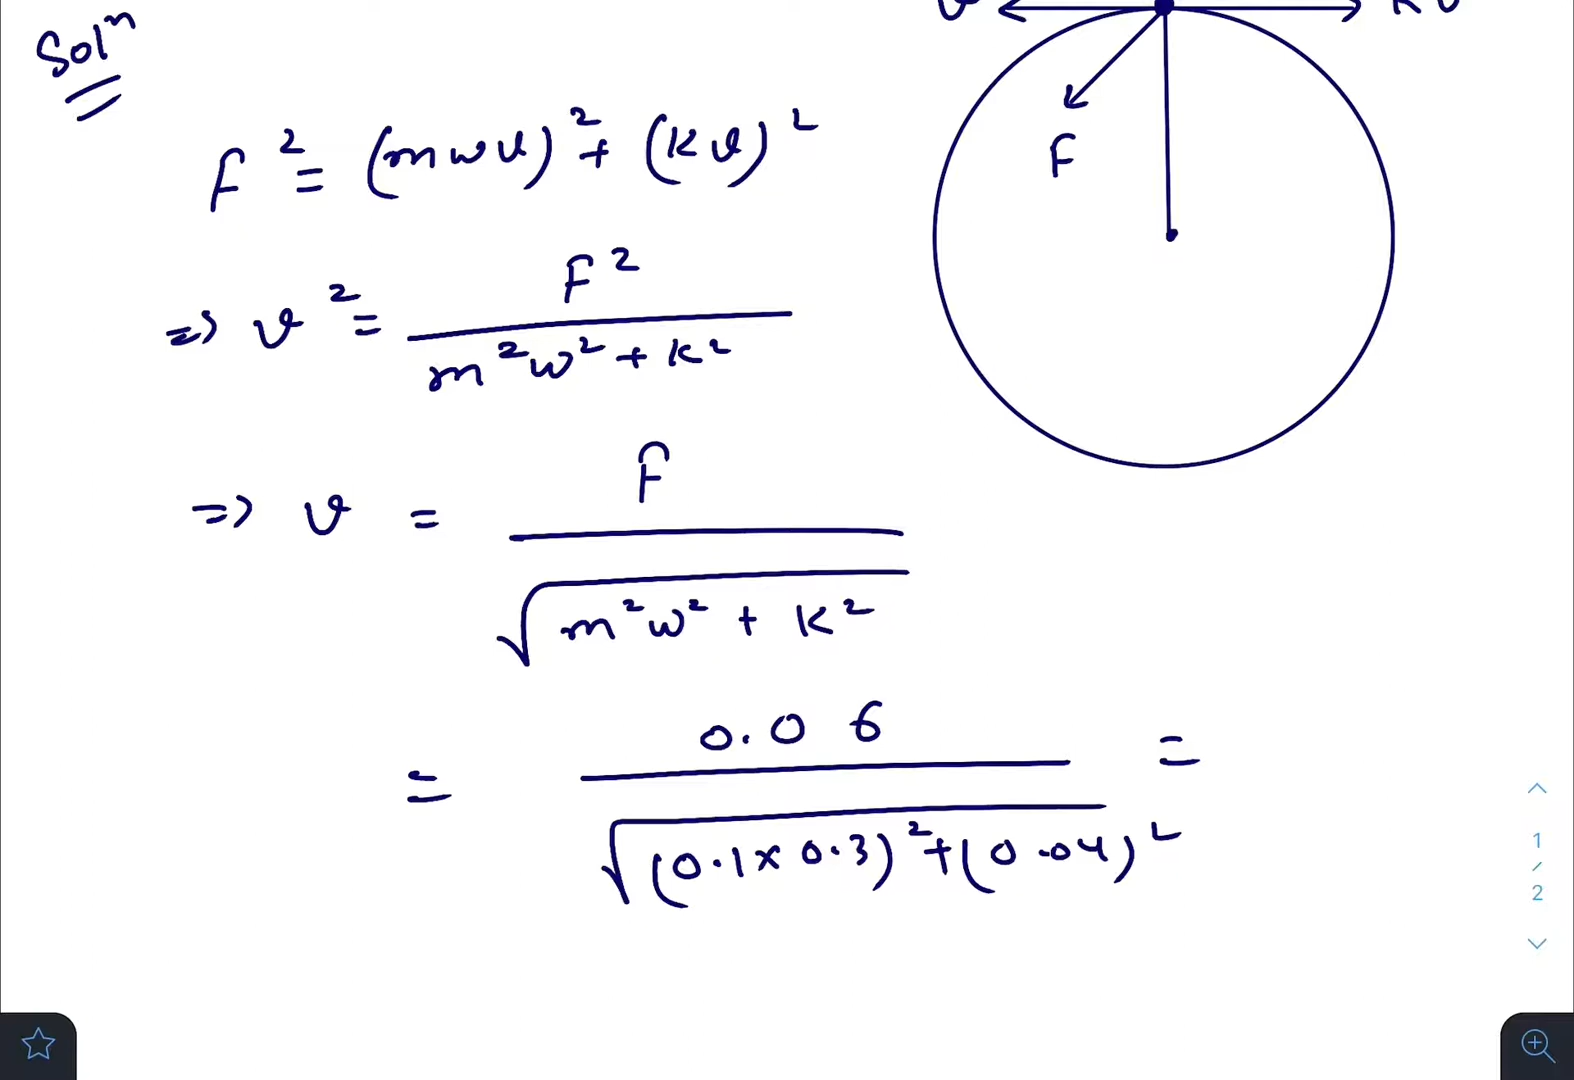 Solⁿ
v kv
F
F² = (mωv)² + (kv)²
=> v² = F² / m²ω² + k²
=> v = F / √(m²ω² + k²)
= 0.06 / √((0.1 × 0.3)² + (0.04)²) =
1 / 2